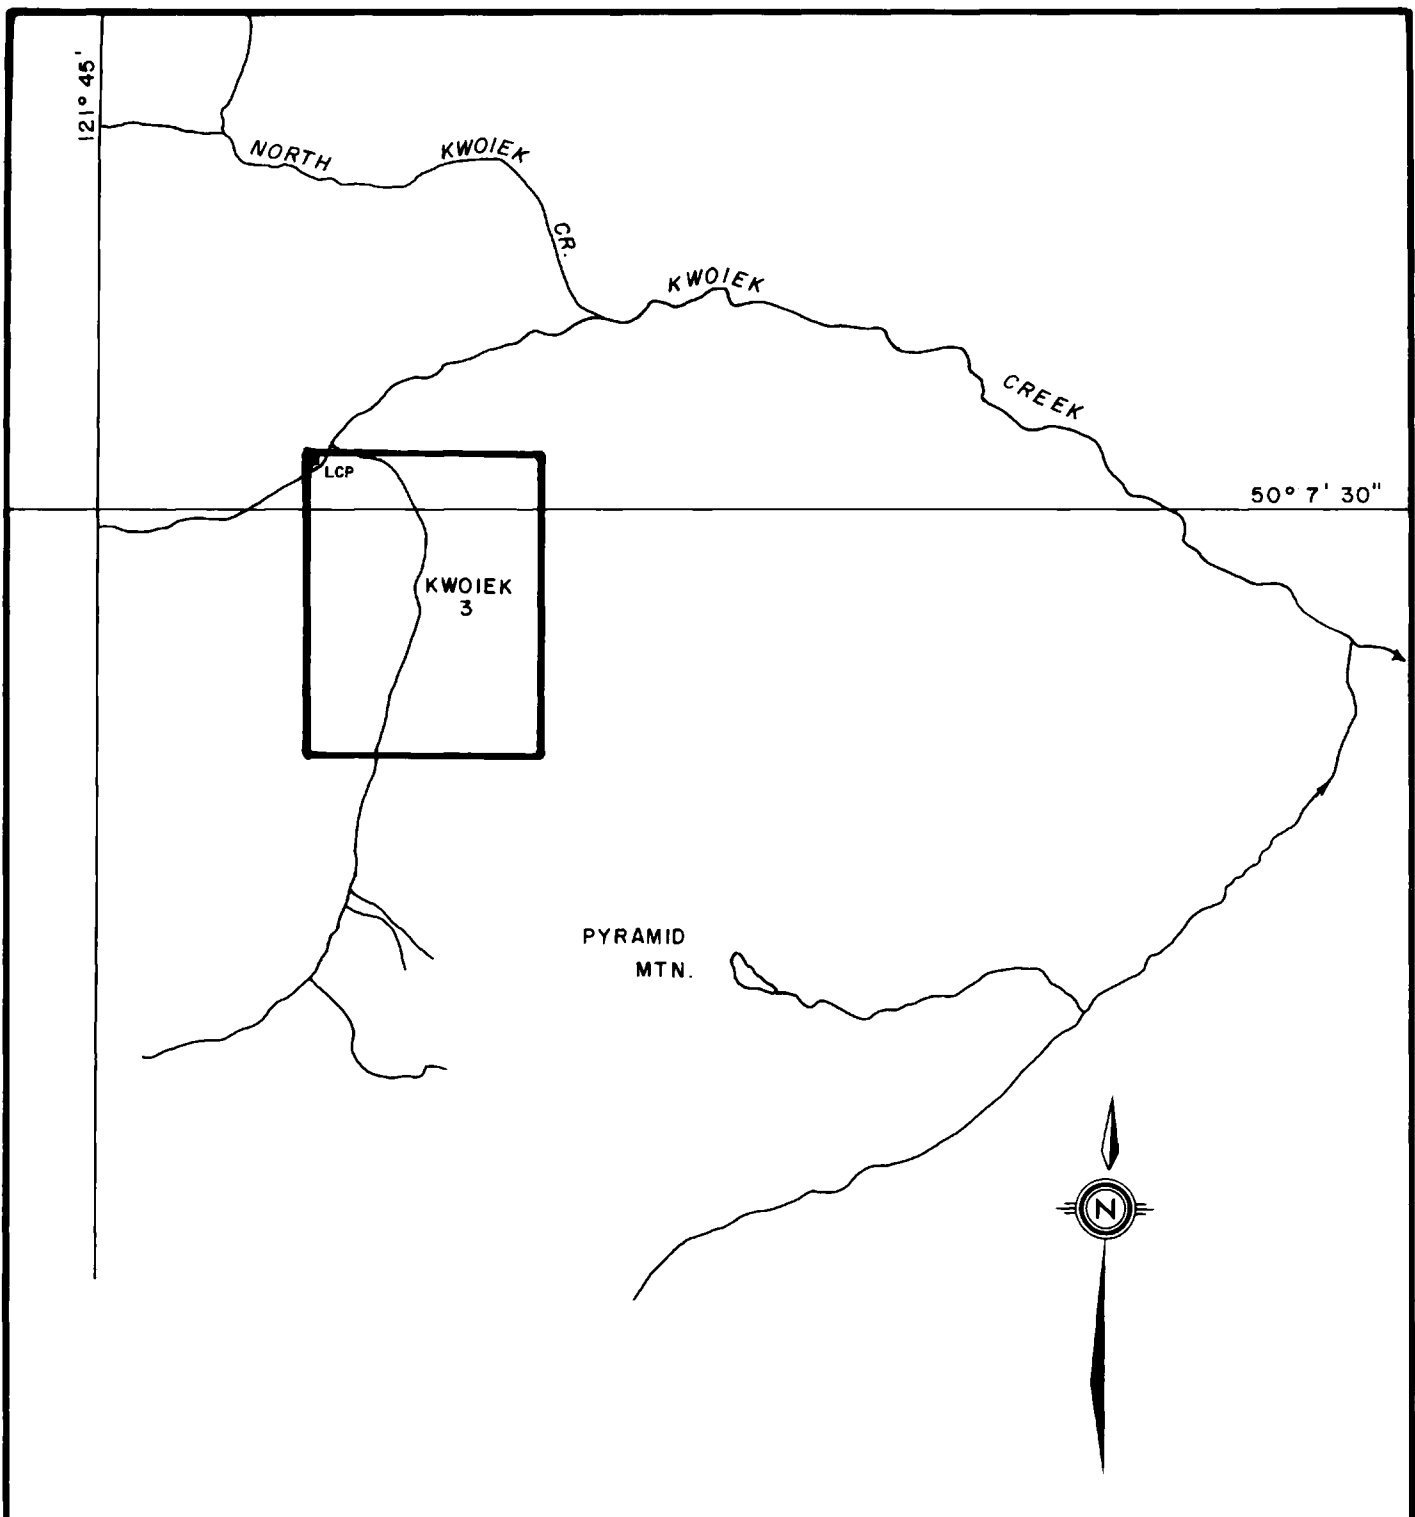 121° 45'
NORTH KWOIEK CR.
KWOIEK CREEK
LCP
50° 7' 30"
KWOIEK
3
PYRAMID
MTN.
N